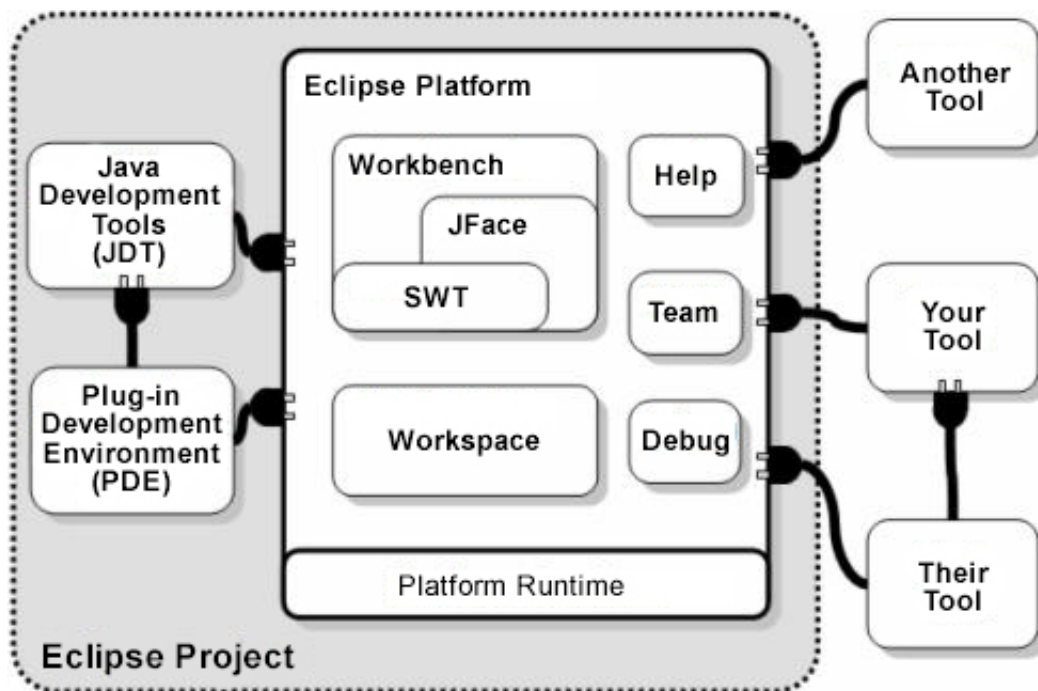 Eclipse Platform
Another
Tool
Java
Development
Tools
(JDT)
Workbench
JFace
SWT
Help
Team
Your
Tool
Plug-in
Development
Environment
(PDE)
Workspace
Debug
Their
Tool
Platform Runtime
Eclipse Project